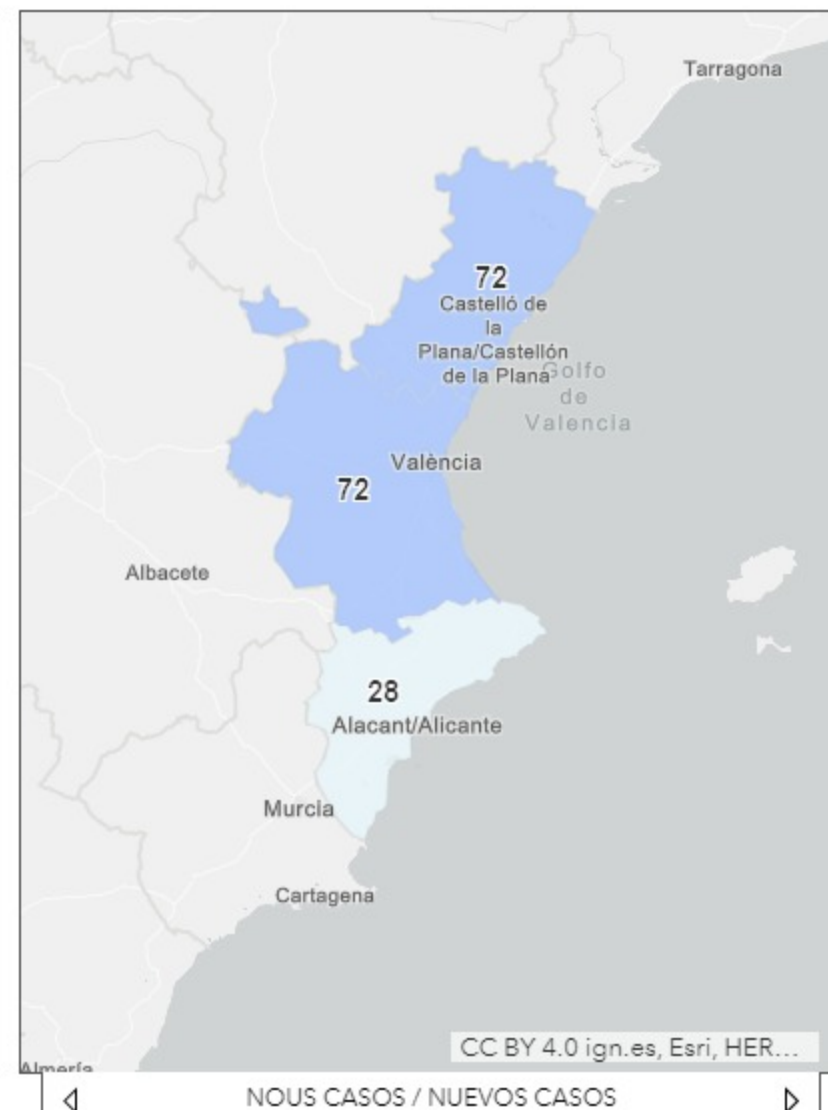 Tarragona
72
Castelló de
la
Plana/Castellón
de la Plana
Golfo
de
Valencia
València
72
Albacete
28
Alacant/Alicante
Murcia
Cartagena
CC BY 4.0 ign.es, Esri, HER...
Almería
NOUS CASOS / NUEVOS CASOS